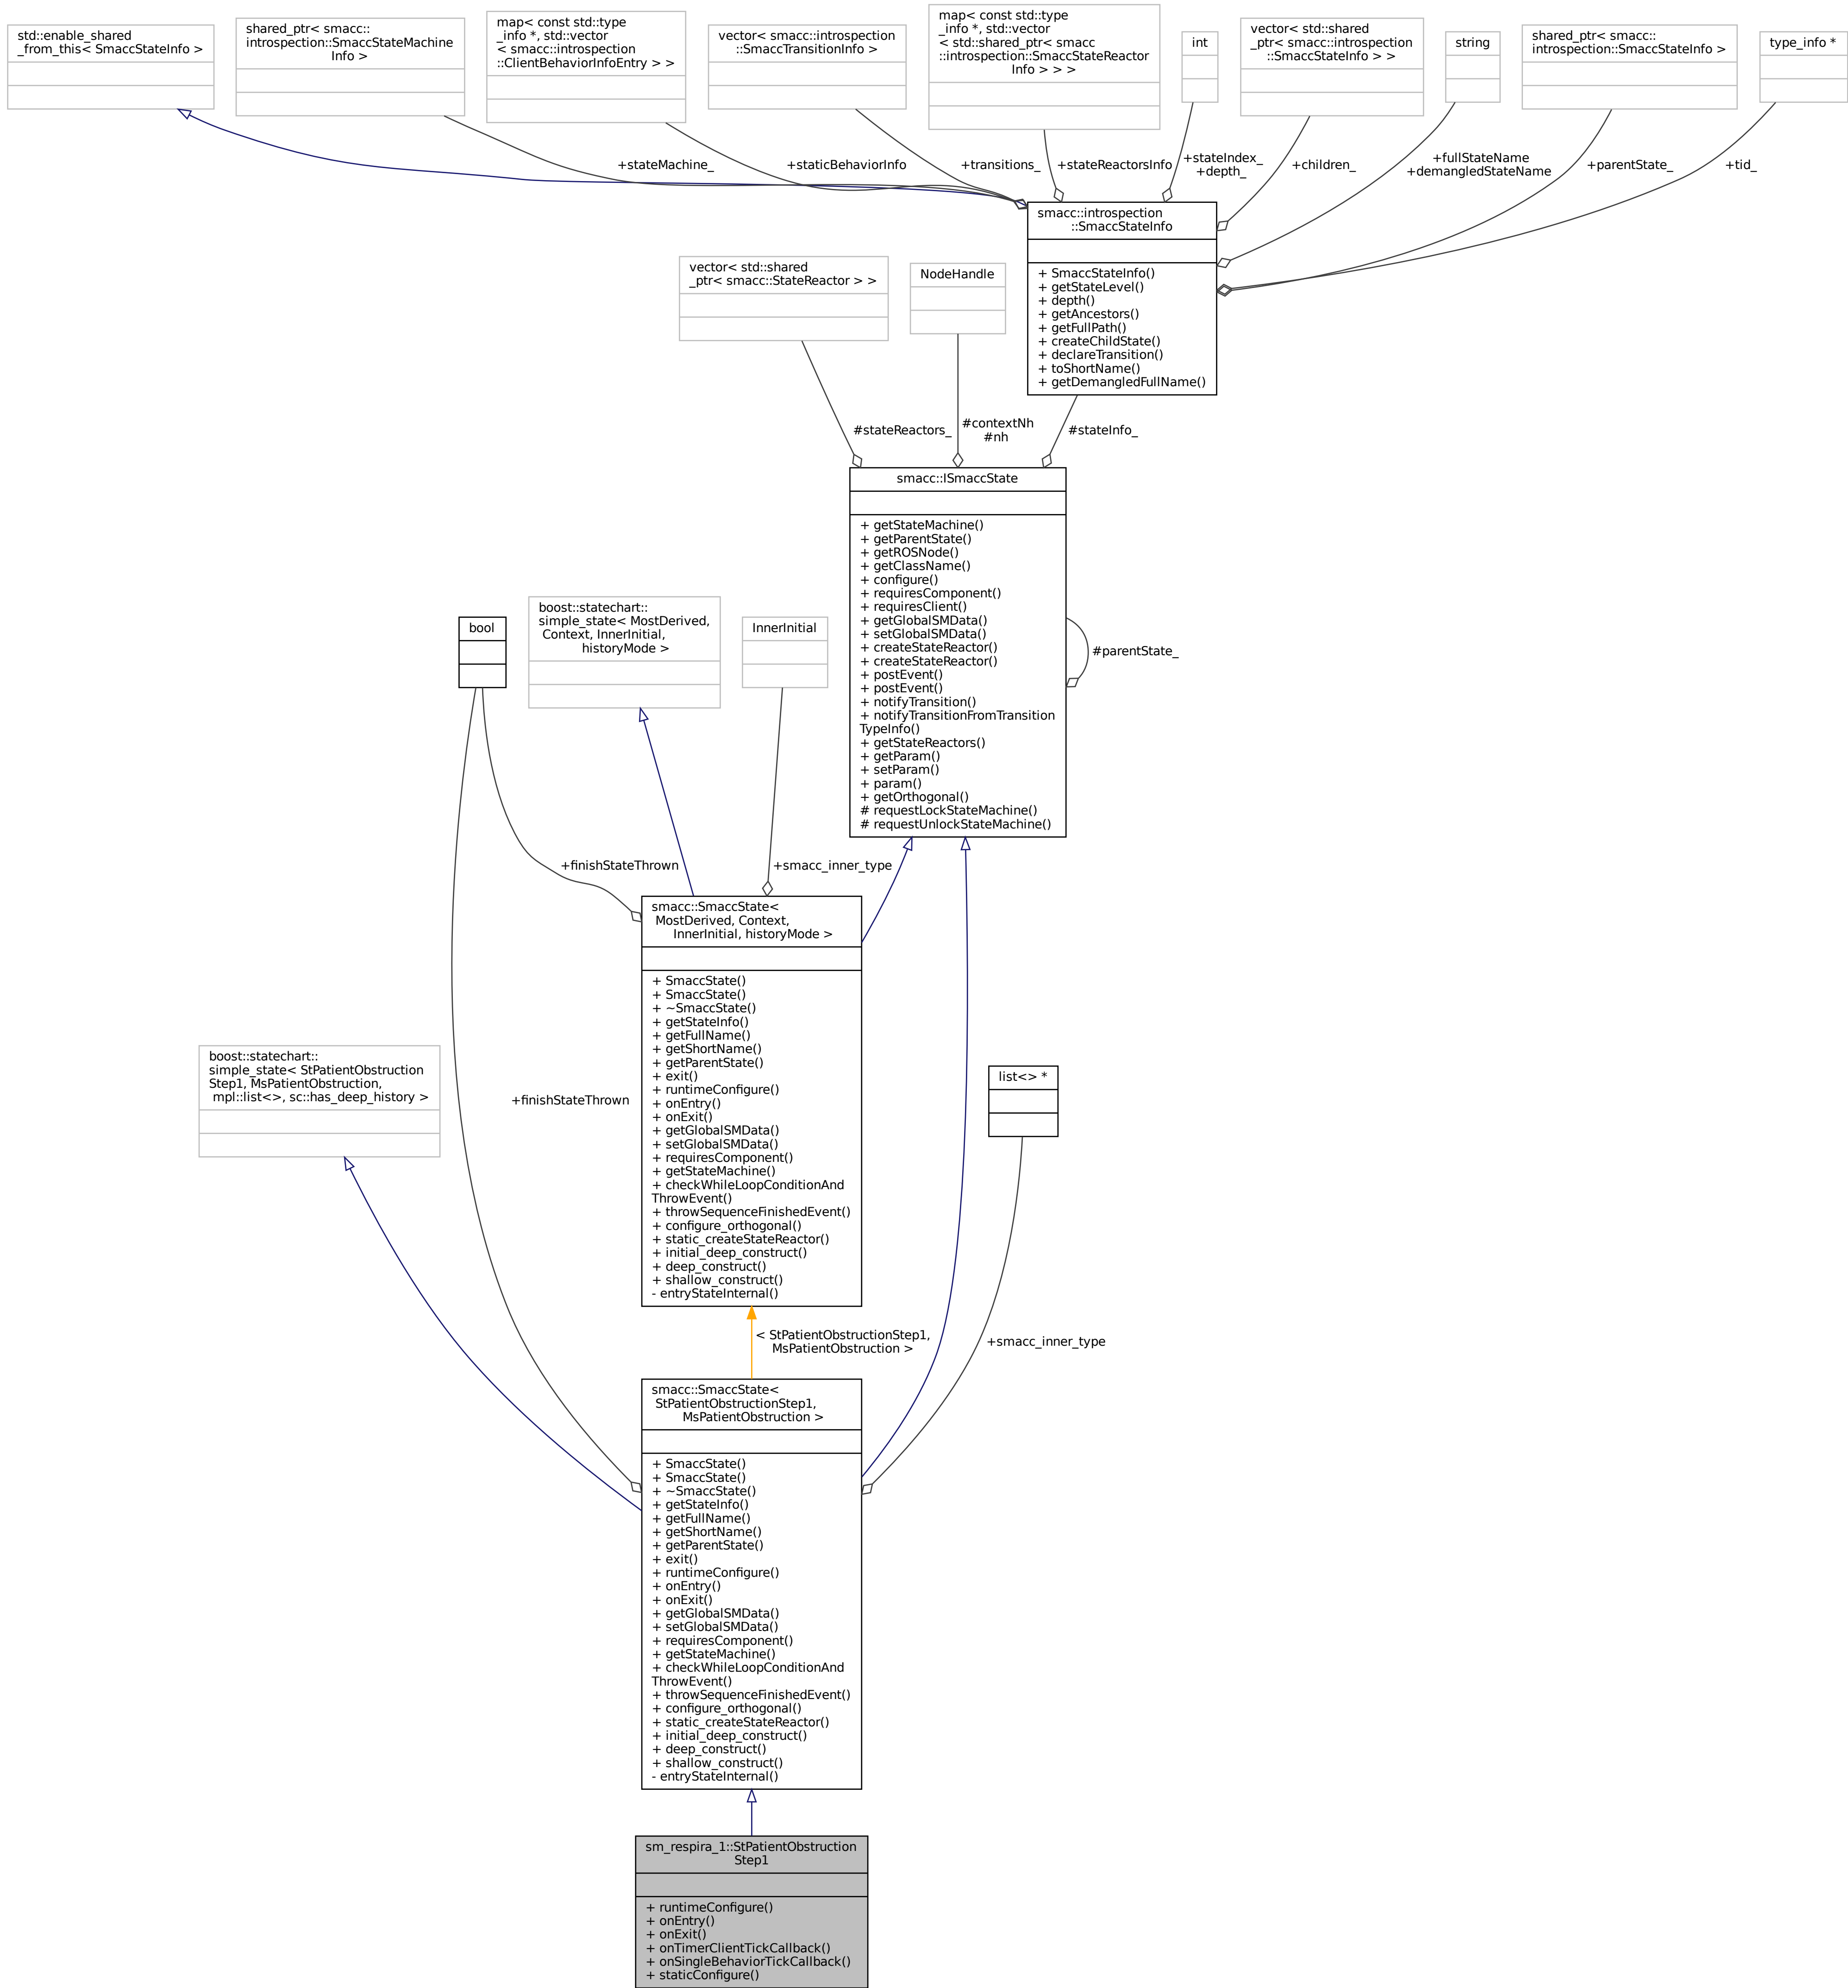 std::enable_shared
_from_this< SmaccStateInfo >
shared_ptr< smacc::
introspection::SmaccStateMachine
Info >
map< const std::type
_info *, std::vector
< smacc::introspection
::ClientBehaviorInfoEntry > >
vector< smacc::introspection
::SmaccTransitionInfo >
map< const std::type
_info *, std::vector
< std::shared_ptr< smacc
::introspection::SmaccStateReactor
Info > > >
int
vector< std::shared
_ptr< smacc::introspection
::SmaccStateInfo > >
string
shared_ptr< smacc::
introspection::SmaccStateInfo >
type_info *
+stateMachine_
+staticBehaviorInfo
+transitions_
+stateReactorsInfo
+stateIndex_
+depth_
+children_
+fullStateName
+demangledStateName
+parentState_
+tid_
smacc::introspection
::SmaccStateInfo
+ SmaccStateInfo()
+ getStateLevel()
+ depth()
+ getAncestors()
+ getFullPath()
+ createChildState()
+ declareTransition()
+ toShortName()
+ getDemangledFullName()
vector< std::shared
_ptr< smacc::StateReactor > >
NodeHandle
#stateReactors_
#contextNh
#nh
#stateInfo_
smacc::ISmaccState
+ getStateMachine()
+ getParentState()
+ getROSNode()
+ getClassName()
+ configure()
+ requiresComponent()
+ requiresClient()
+ getGlobalSMData()
+ setGlobalSMData()
+ createStateReactor()
+ createStateReactor()
+ postEvent()
+ postEvent()
+ notifyTransition()
+ notifyTransitionFromTransition
TypeInfo()
+ getStateReactors()
+ getParam()
+ setParam()
+ param()
+ getOrthogonal()
# requestLockStateMachine()
# requestUnlockStateMachine()
#parentState_
bool
boost::statechart::
simple_state< MostDerived,
Context, InnerInitial,
historyMode >
InnerInitial
+finishStateThrown
+smacc_inner_type
smacc::SmaccState<
MostDerived, Context,
InnerInitial, historyMode >
+ SmaccState()
+ SmaccState()
+ ~SmaccState()
+ getStateInfo()
+ getFullName()
+ getShortName()
+ getParentState()
+ exit()
+ runtimeConfigure()
+ onEntry()
+ onExit()
+ getGlobalSMData()
+ setGlobalSMData()
+ requiresComponent()
+ getStateMachine()
+ checkWhileLoopConditionAnd
ThrowEvent()
+ throwSequenceFinishedEvent()
+ configure_orthogonal()
+ static_createStateReactor()
+ initial_deep_construct()
+ deep_construct()
+ shallow_construct()
- entryStateInternal()
boost::statechart::
simple_state< StPatientObstruction
Step1, MsPatientObstruction,
mpl::list<>, sc::has_deep_history >
+finishStateThrown
list<> *
< StPatientObstructionStep1,
MsPatientObstruction >
+smacc_inner_type
smacc::SmaccState<
StPatientObstructionStep1,
MsPatientObstruction >
+ SmaccState()
+ SmaccState()
+ ~SmaccState()
+ getStateInfo()
+ getFullName()
+ getShortName()
+ getParentState()
+ exit()
+ runtimeConfigure()
+ onEntry()
+ onExit()
+ getGlobalSMData()
+ setGlobalSMData()
+ requiresComponent()
+ getStateMachine()
+ checkWhileLoopConditionAnd
ThrowEvent()
+ throwSequenceFinishedEvent()
+ configure_orthogonal()
+ static_createStateReactor()
+ initial_deep_construct()
+ deep_construct()
+ shallow_construct()
- entryStateInternal()
sm_respira_1::StPatientObstruction
Step1
+ runtimeConfigure()
+ onEntry()
+ onExit()
+ onTimerClientTickCallback()
+ onSingleBehaviorTickCallback()
+ staticConfigure()